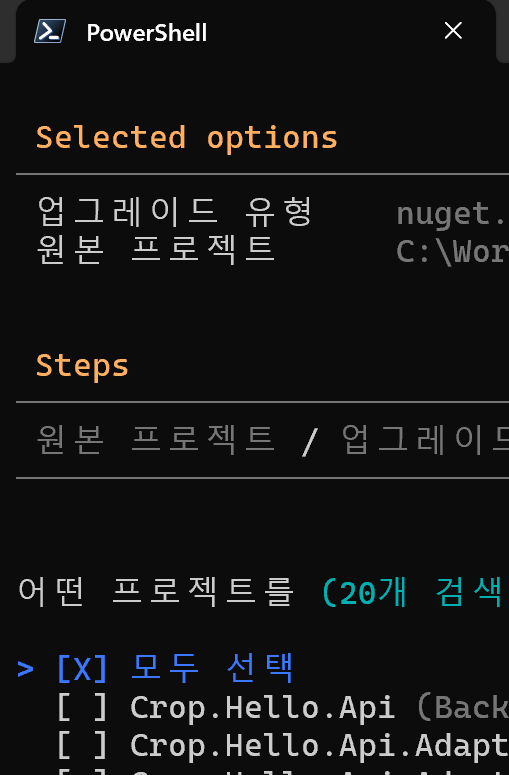 PowerShell
Selected options
업그레이드 유형 nuget.
원본 프로젝트 C:\Wor
Steps
원본 프로젝트 / 업그레이드
어떤 프로젝트를 (20개 검색
> [X] 모두 선택
[ ] Crop.Hello.Api (Back
[ ] Crop.Hello.Api.Adapt